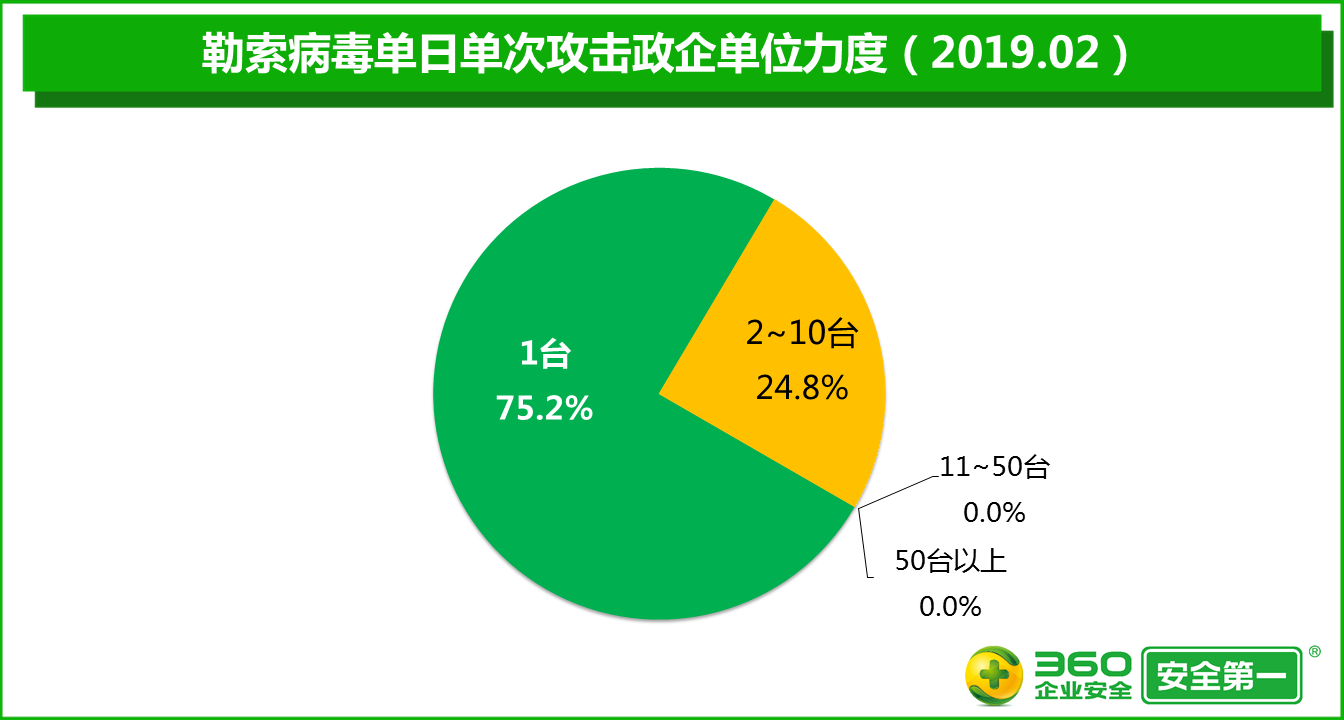 勒索病毒单日单次攻击政企单位力度（2019.02）
1台
75.2%
2~10台
24.8%
11~50台
0.0%
50台以上
0.0%
360
企业安全
安全第一
®